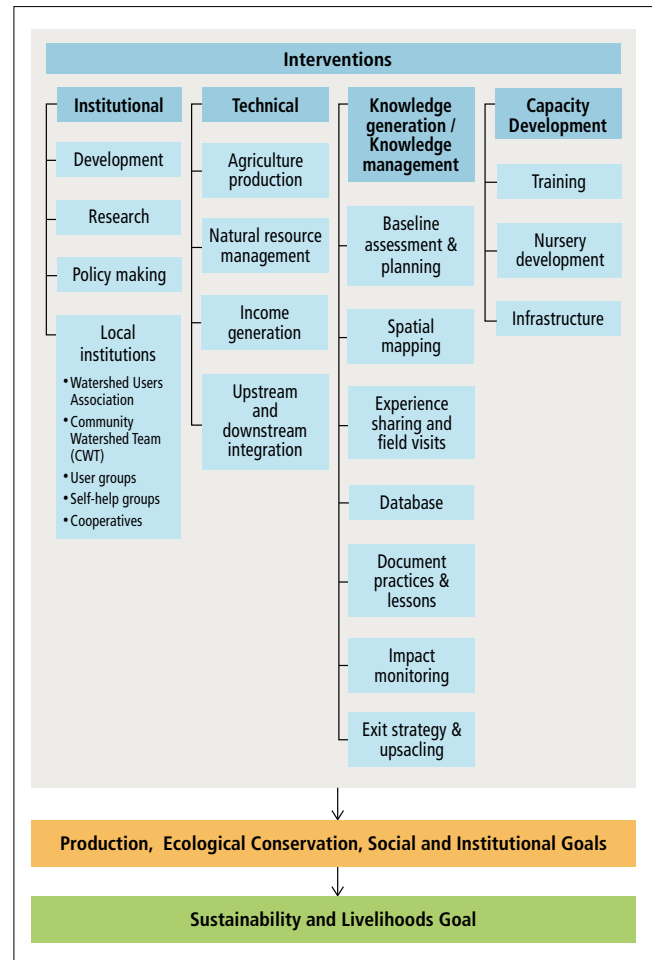 Interventions
Institutional
Development
Research
Policy making
Local
institutions
• Watershed Users
Association
• Community
Watershed Team
(CWT)
• User groups
• Self-help groups
• Cooperatives
Technical
Agriculture
production
Natural resource
management
Income
generation
Upstream
and
downstream
integration
Knowledge
generation /
Knowledge
management
Baseline
assessment &
planning
Spatial
mapping
Experience
sharing and
field visits
Database
Document
practices &
lessons
Impact
monitoring
Exit strategy &
upsacling
Capacity
Development
Training
Nursery
development
Infrastructure
Production, Ecological Conservation, Social and Institutional Goals
Sustainability and Livelihoods Goal